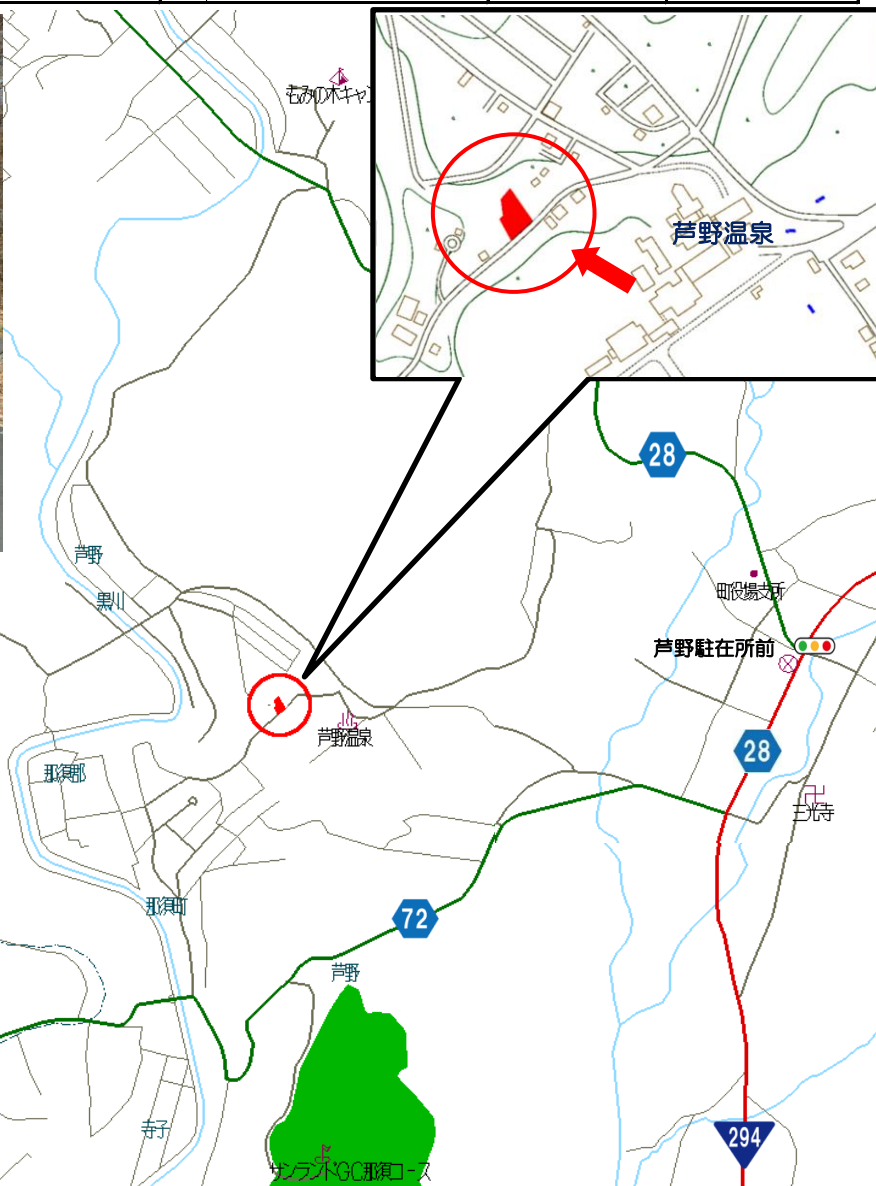 もみの木キャン
芦野温泉
28
芦野
町役場支所
黒川
芦野駐在所前
芦野温泉
28
那須郡
三光寺
那須町
72
芦野
寺子
294
サンランドGC那須コース